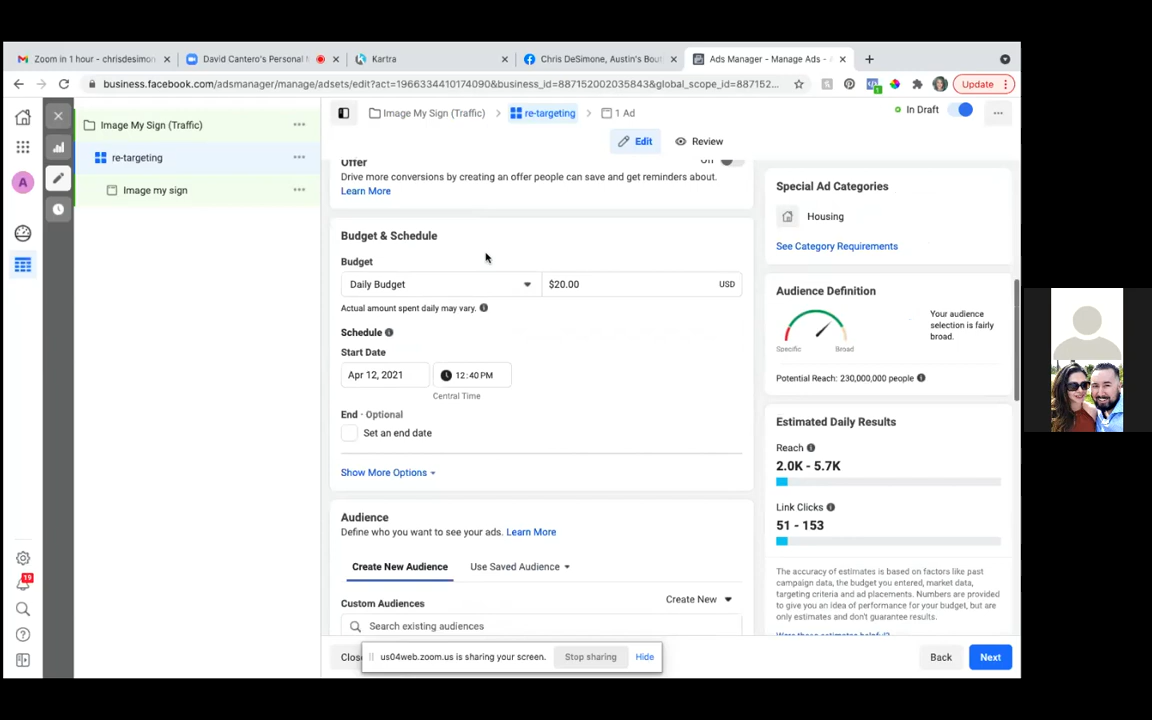 Zoom in 1 hour - chrisdesimon
David Cantero's Personal
Kartra
Chris DeSimone, Austin's Bou
Ads Manager - Manage Ads -
business.facebook.com/adsmanager/manage/adsets/edit?act=1966334410174090&business_id=887152002035843&global_scope_id=887152...
Update
Image My Sign (Traffic)
re-targeting
Image my sign
A
19
Image My Sign (Traffic)
re-targeting
1 Ad
In Draft
Edit
Review
Offer
Off
Drive more conversions by creating an offer people can save and get reminders about.
Learn More
Budget & Schedule
Budget
Daily Budget
$20.00
USD
Actual amount spent daily may vary.
Schedule
Start Date
Apr 12, 2021
12:40 PM
Central Time
End · Optional
Set an end date
Show More Options
Audience
Define who you want to see your ads. Learn More
Create New Audience
Use Saved Audience
Custom Audiences
Create New
Search existing audiences
Clos
us04web.zoom.us is sharing your screen.
Stop sharing
Hide
Back
Next
Special Ad Categories
Housing
See Category Requirements
Audience Definition
Your audience
selection is fairly
broad.
Specific
Broad
Potential Reach: 230,000,000 people
Estimated Daily Results
Reach
2.0K - 5.7K
Link Clicks
51 - 153
The accuracy of estimates is based on factors like past
campaign data, the budget you entered, market data,
targeting criteria and ad placements. Numbers are provided
to give you an idea of performance for your budget, but are
only estimates and don't guarantee results.
Were these estimates helpful?